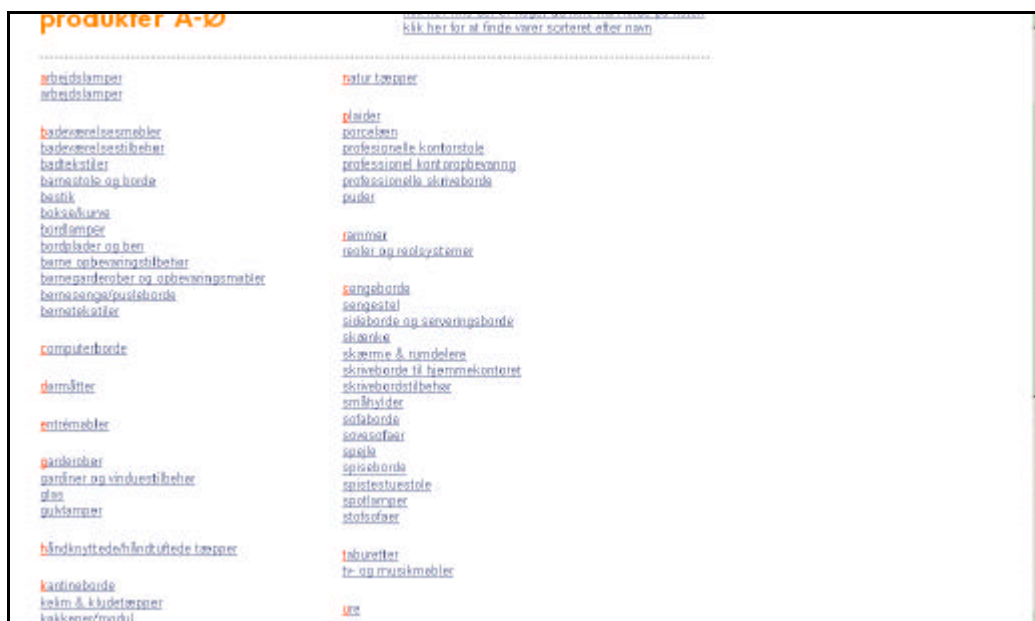 produkter A-Ø
klik her for at finde varer sorteret efter navn
arbejdslamper
arbejdslamper
badeværelsesmøbler
badeværelsestilbehør
badtekstiler
børnestole og borde
bestik
bokse/kurve
bordlamper
bordplader og ben
børne opbevaringstilbehør
børnegarderober og opbevaringsmøbler
børnesenge/pusleborde
børnetekstiler
computerborde
dørmåtter
entrémøbler
garderober
gardiner og vinduestilbehør
glas
gulvlamper
håndknyttede/håndtuftede tæpper
kantineborde
kelim & kludetæpper
natur tæpper
plaider
porcelæn
profesionelle kontorstole
professionel kontoropbevaring
professionelle skriveborde
puder
rammer
reoler og reolsystemer
sengeborde
sengestel
sideborde og serveringsborde
skænke
skærme & rumdelere
skriveborde til hjemmekontoret
skrivebordstilbehør
småhylder
sofaborde
sovesofaer
spejle
spiseborde
spistestuestole
spotlamper
stofsofaer
taburetter
tv- og musikmøbler
ure